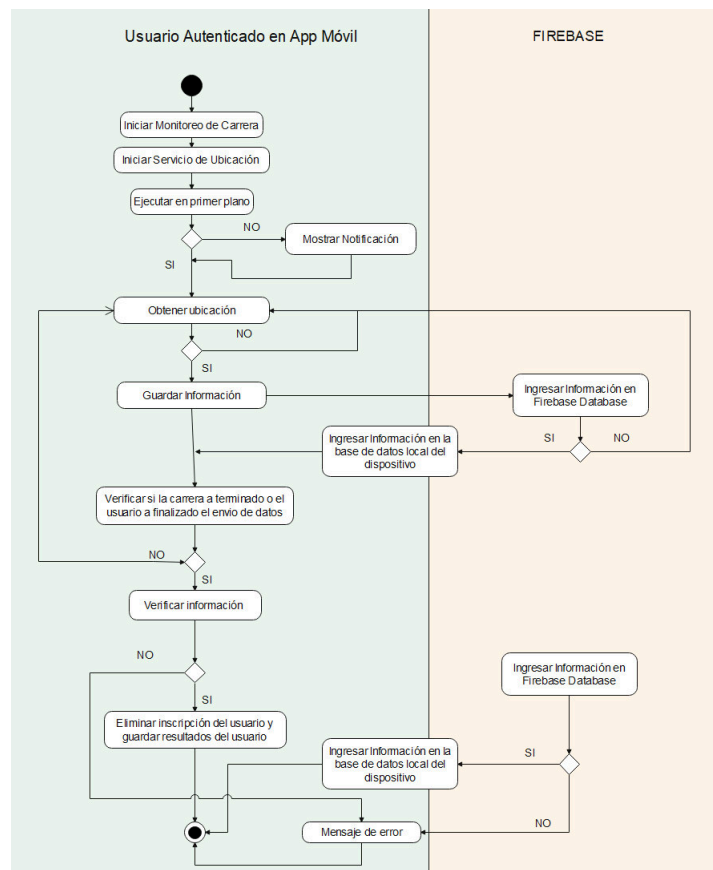 Usuario Autenticado en App Móvil
FIREBASE
Iniciar Monitoreo de Carrera
Iniciar Servicio de Ubicación
Ejecutar en primer plano
NO
Mostrar Notificación
SI
Obtener ubicación
NO
SI
Guardar Información
Ingresar Información en
Firebase Database
Ingresar Información en la
base de datos local del
dispositivo
SI
NO
Verificar si la carrera a terminado o el
usuario a finalizado el envio de datos
NO
SI
Verificar información
NO
Ingresar Información en
Firebase Database
SI
Eliminar inscripción del usuario y
guardar resultados del usuario
Ingresar Información en la
base de datos local del
dispositivo
SI
NO
Mensaje de error